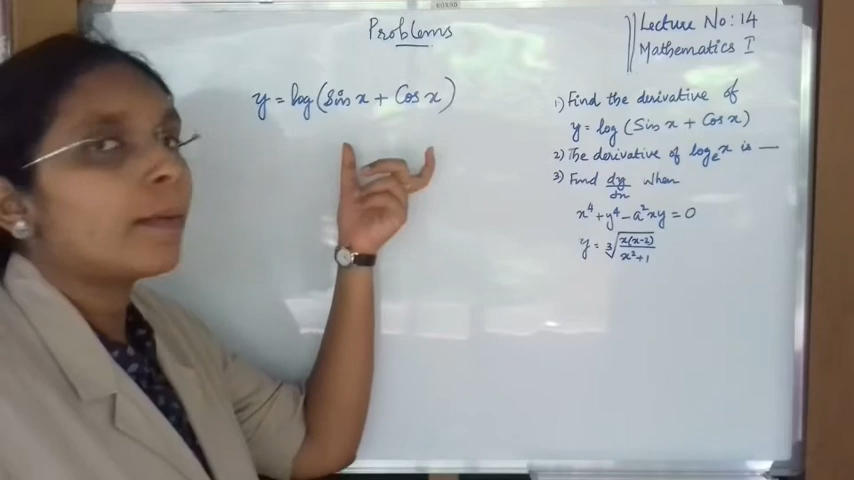 Problems
y = log(Sin x + Cos x)
Lecture No: 14
Mathematics I
1) Find the derivative of
y = log (Sin x + Cos x)
2) The derivative of logₑx is —
3) Find dy/dx when
x⁴ + y⁴ - a²xy = 0
y = ∛(x(x-2)/(x²+1))